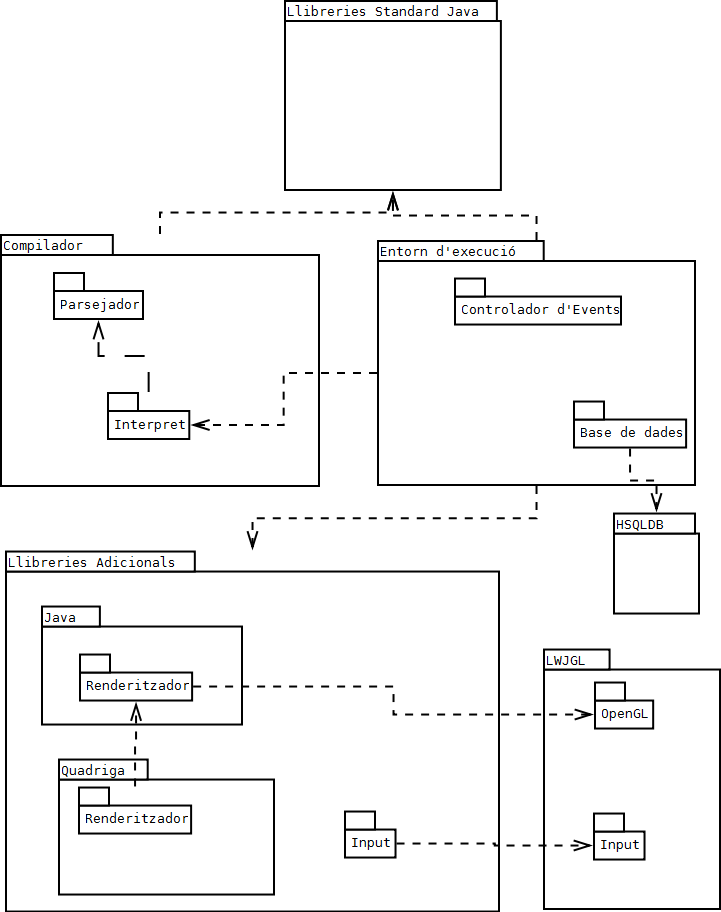 Llibreries Standard Java
Compilador
Parsejador
Interpret
Entorn d'execució
Controlador d'Events
Base de dades
HSQLDB
Llibreries Adicionals
Java
Renderitzador
Quadriga
Renderitzador
Input
LWJGL
OpenGL
Input